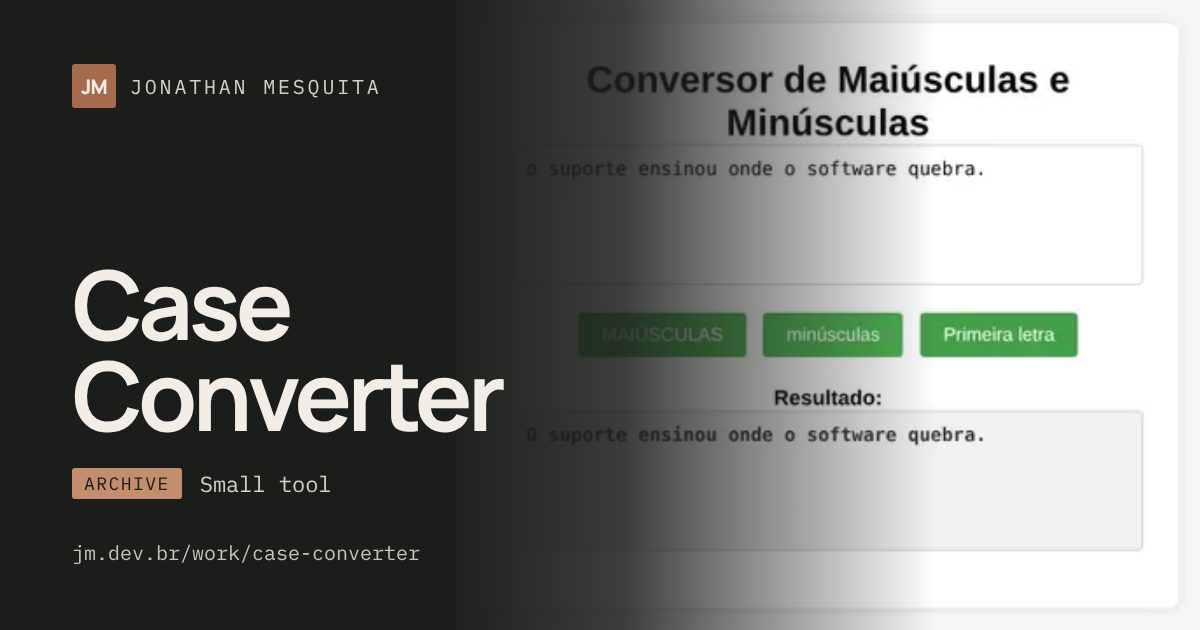 JM JONATHAN MESQUITA
Case
Converter
ARCHIVE Small tool
jm.dev.br/work/case-converter
Conversor de Maiúsculas e
Minúsculas
o suporte ensinou onde o software quebra.
MAIÚSCULAS minúsculas Primeira letra
Resultado:
O suporte ensinou onde o software quebra.